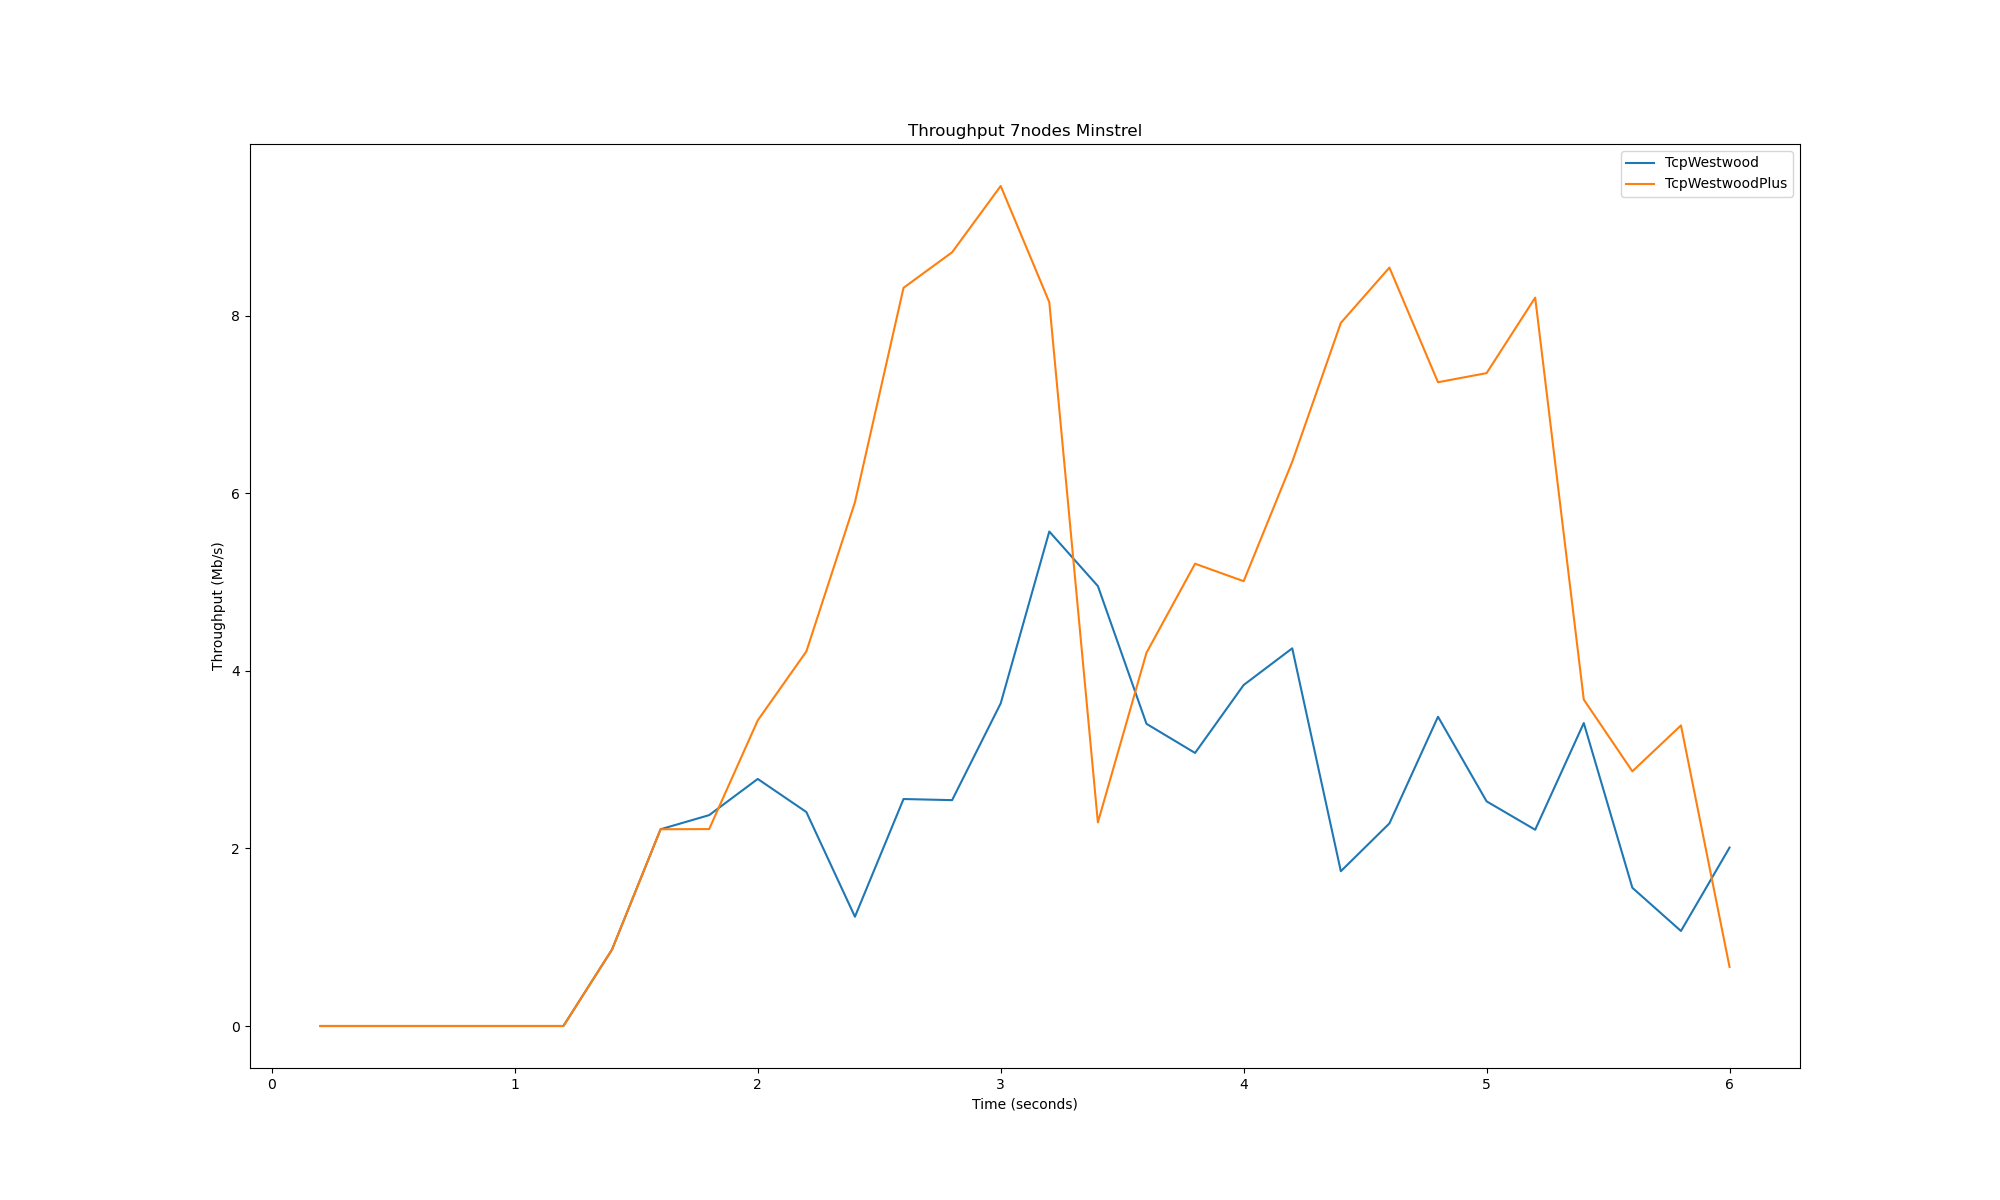 Throughput 7nodes Minstrel
TcpWestwood
TcpWestwoodPlus
8
6
4
2
0
Throughput (Mb/s)
0 1 2 3 4 5 6
Time (seconds)